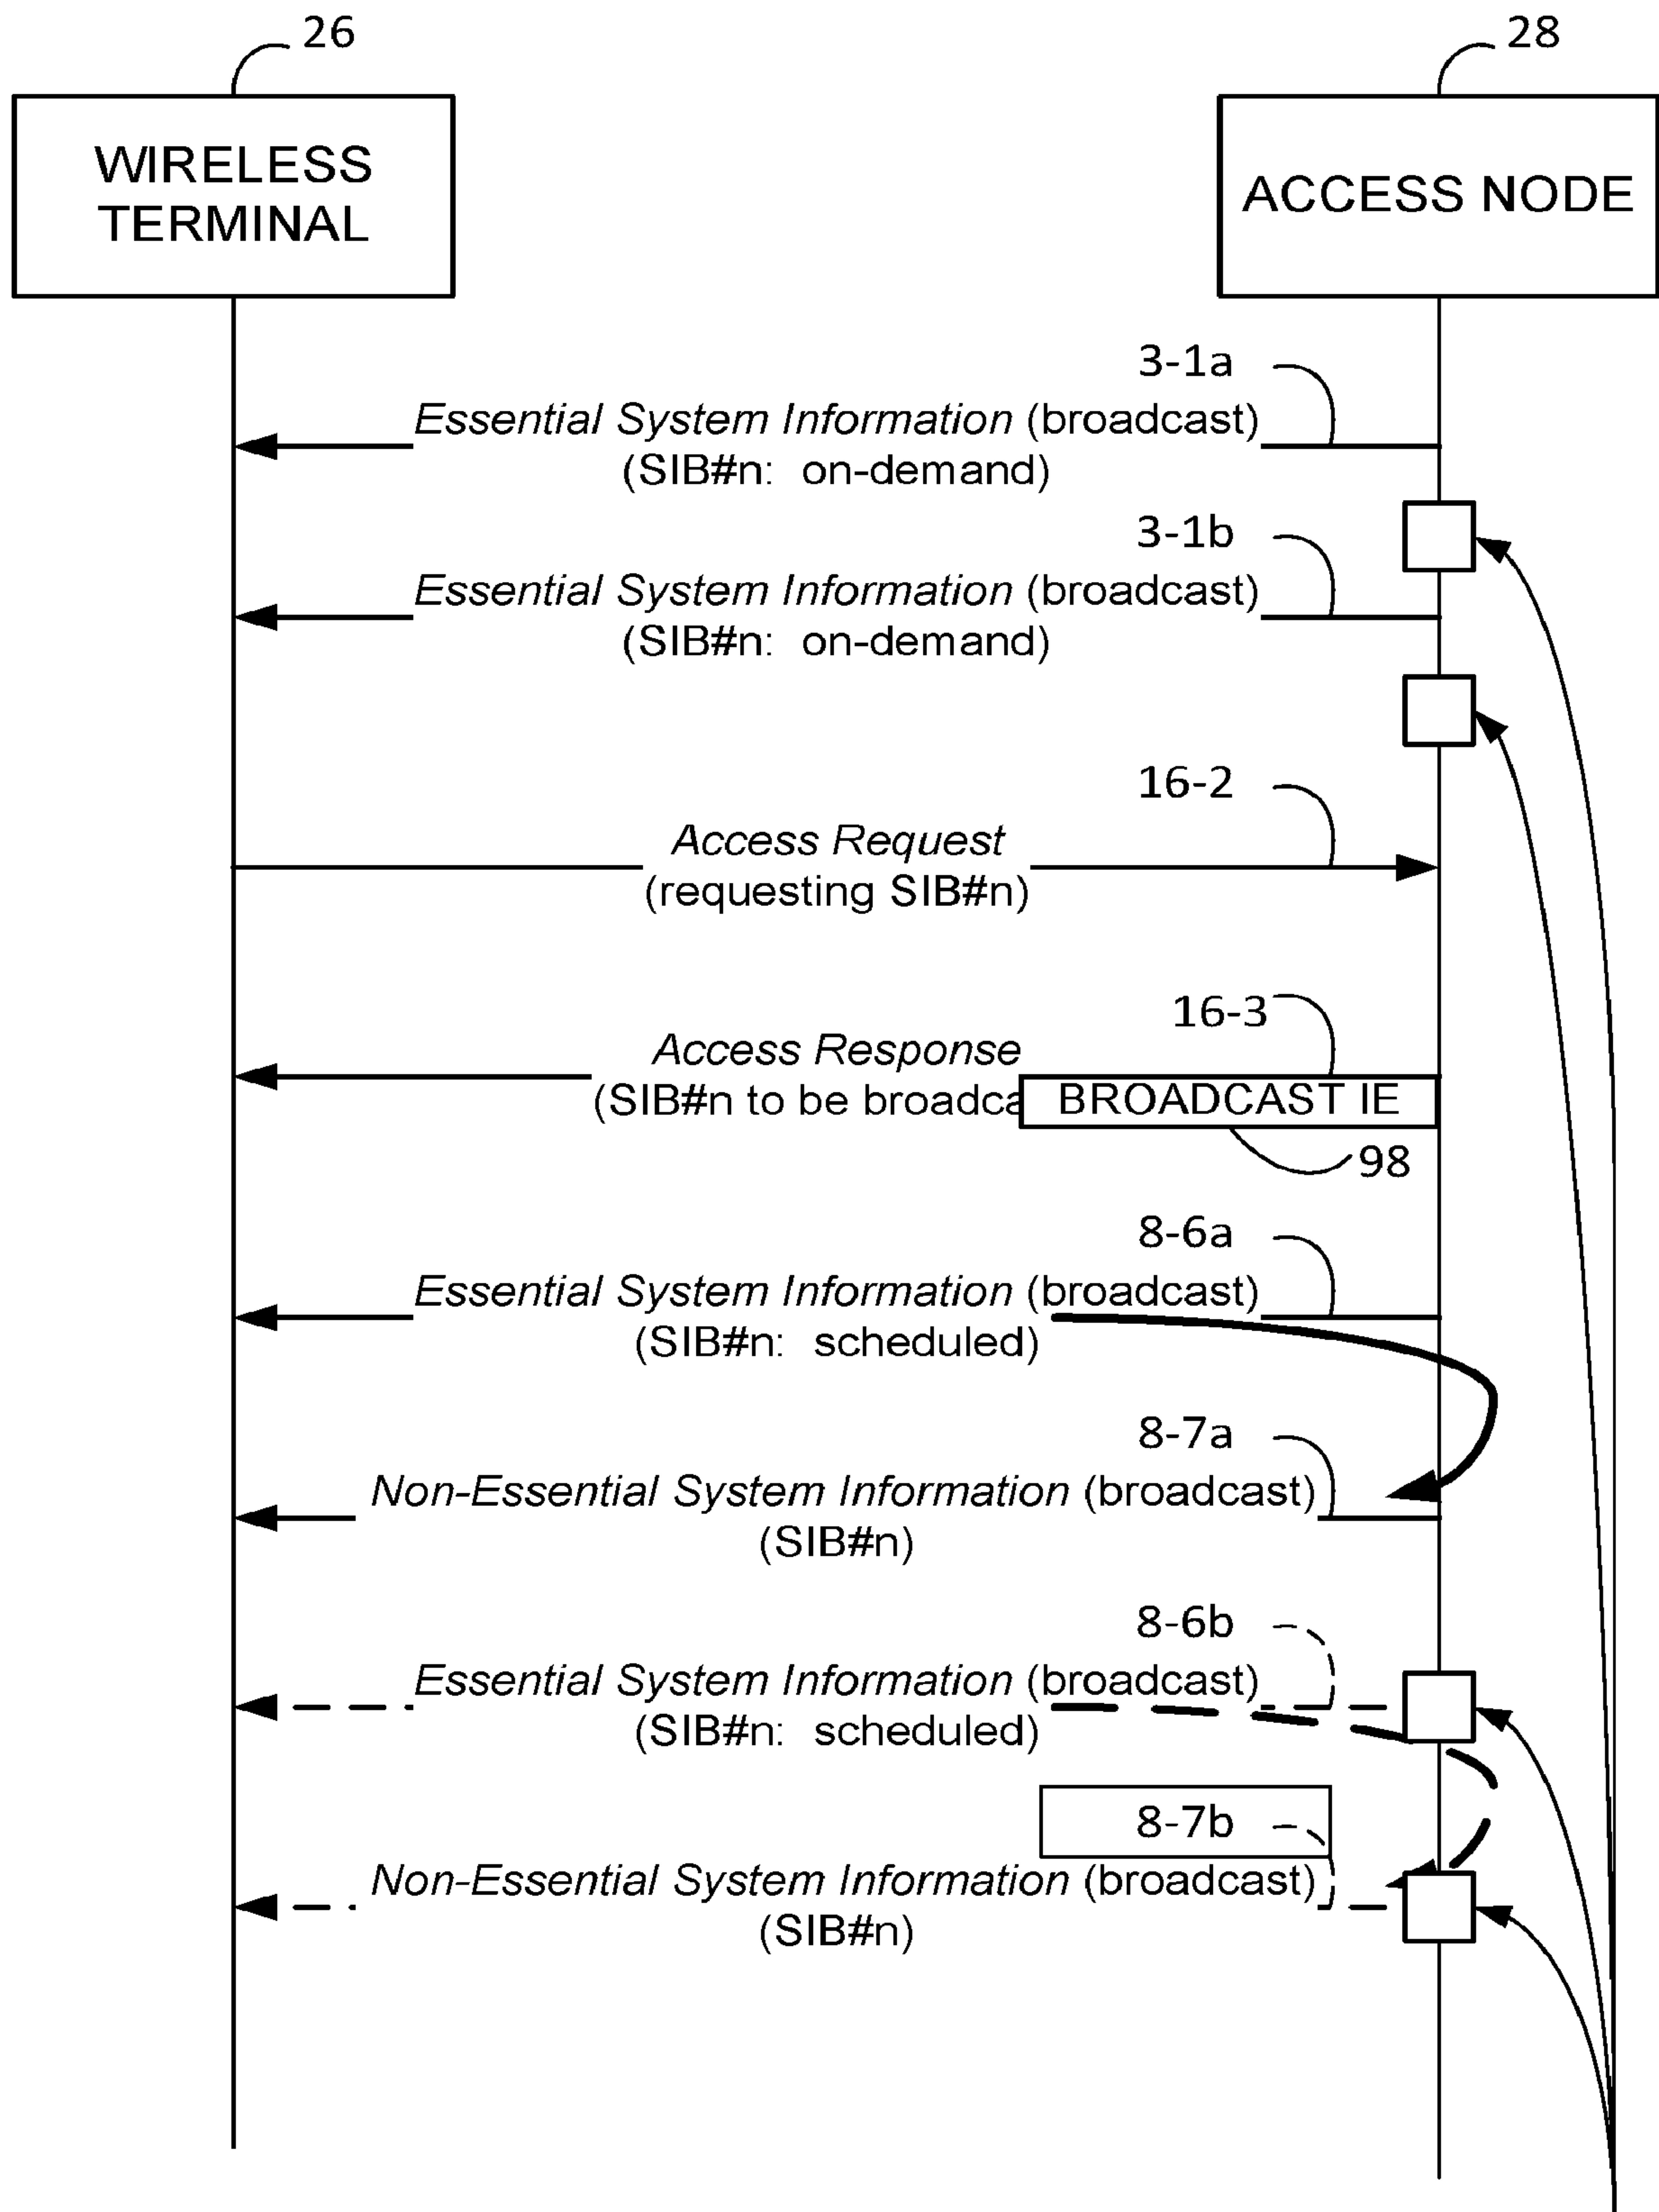 26
28
WIRELESS
TERMINAL
ACCESS NODE
3-1a
Essential System Information (broadcast)
(SIB#n: on-demand)
3-1b
Essential System Information (broadcast)
(SIB#n: on-demand)
16-2
Access Request
(requesting SIB#n)
16-3
Access Response
(SIB#n to be broadca
BROADCAST IE
98
8-6a
Essential System Information (broadcast)
(SIB#n: scheduled)
8-7a
Non-Essential System Information (broadcast)
(SIB#n)
8-6b
Essential System Information (broadcast)
(SIB#n: scheduled)
8-7b
Non-Essential System Information (broadcast)
(SIB#n)